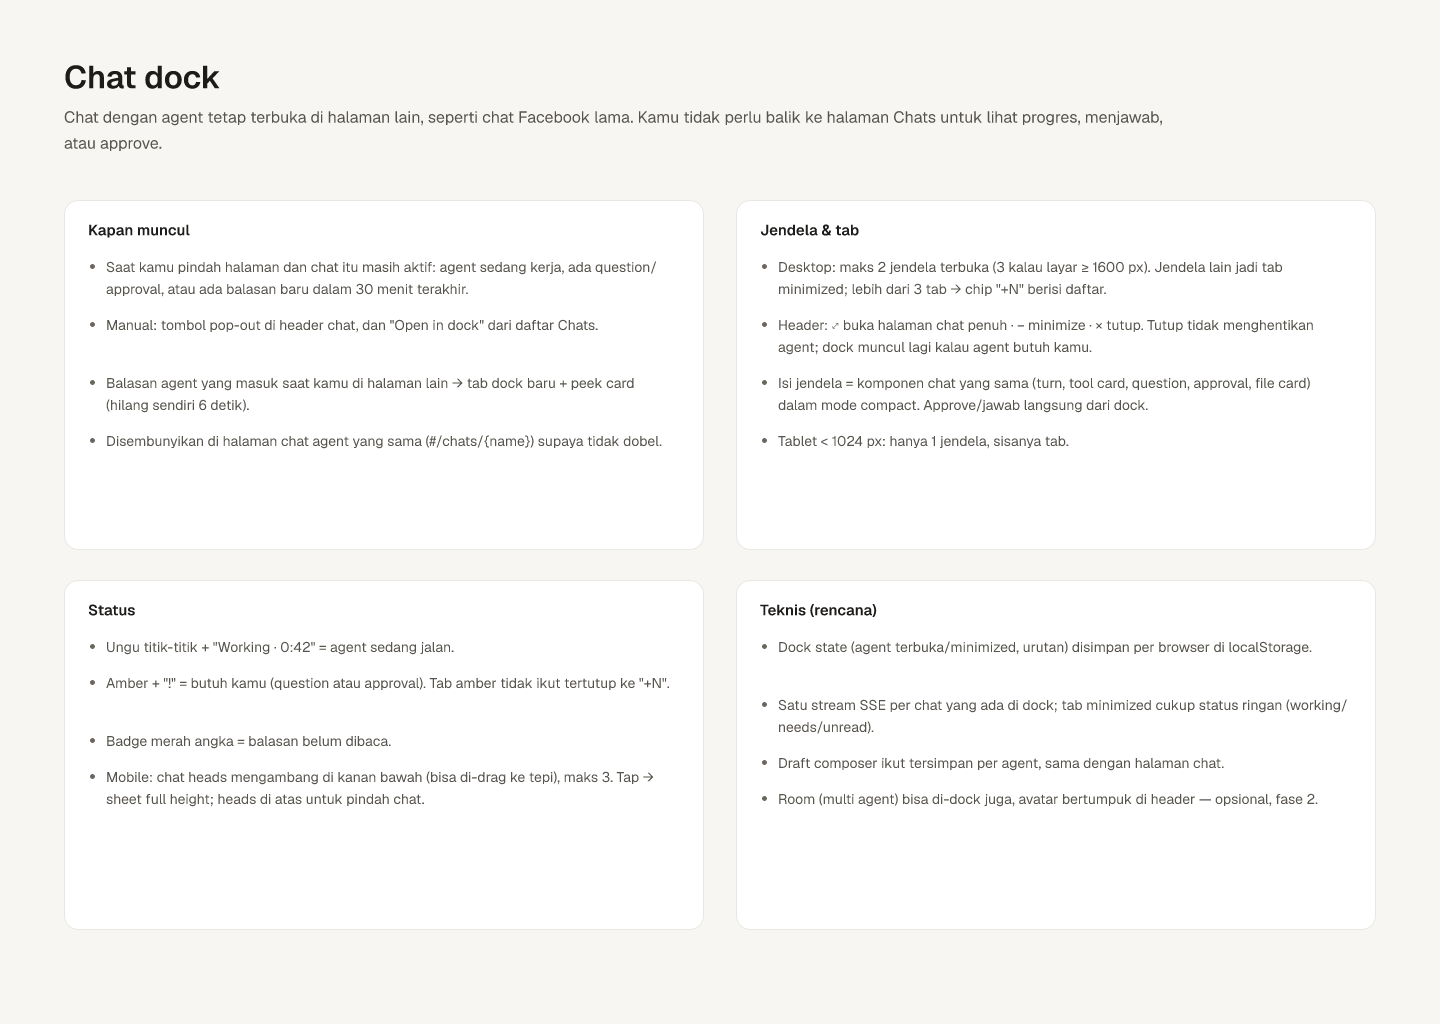 Chat dock
Chat dengan agent tetap terbuka di halaman lain, seperti chat Facebook lama. Kamu tidak perlu balik ke halaman Chats untuk lihat progres, menjawab,
atau approve.
Kapan muncul
• Saat kamu pindah halaman dan chat itu masih aktif: agent sedang kerja, ada question/
approval, atau ada balasan baru dalam 30 menit terakhir.
• Manual: tombol pop-out di header chat, dan "Open in dock" dari daftar Chats.
• Balasan agent yang masuk saat kamu di halaman lain → tab dock baru + peek card
(hilang sendiri 6 detik).
• Disembunyikan di halaman chat agent yang sama (#/chats/{name}) supaya tidak dobel.
Jendela & tab
• Desktop: maks 2 jendela terbuka (3 kalau layar ≥ 1600 px). Jendela lain jadi tab
minimized; lebih dari 3 tab → chip "+N" berisi daftar.
• Header: ⤢ buka halaman chat penuh · – minimize · × tutup. Tutup tidak menghentikan
agent; dock muncul lagi kalau agent butuh kamu.
• Isi jendela = komponen chat yang sama (turn, tool card, question, approval, file card)
dalam mode compact. Approve/jawab langsung dari dock.
• Tablet < 1024 px: hanya 1 jendela, sisanya tab.
Status
• Ungu titik-titik + "Working · 0:42" = agent sedang jalan.
• Amber + "!" = butuh kamu (question atau approval). Tab amber tidak ikut tertutup ke "+N".
• Badge merah angka = balasan belum dibaca.
• Mobile: chat heads mengambang di kanan bawah (bisa di-drag ke tepi), maks 3. Tap →
sheet full height; heads di atas untuk pindah chat.
Teknis (rencana)
• Dock state (agent terbuka/minimized, urutan) disimpan per browser di localStorage.
• Satu stream SSE per chat yang ada di dock; tab minimized cukup status ringan (working/
needs/unread).
• Draft composer ikut tersimpan per agent, sama dengan halaman chat.
• Room (multi agent) bisa di-dock juga, avatar bertumpuk di header — opsional, fase 2.